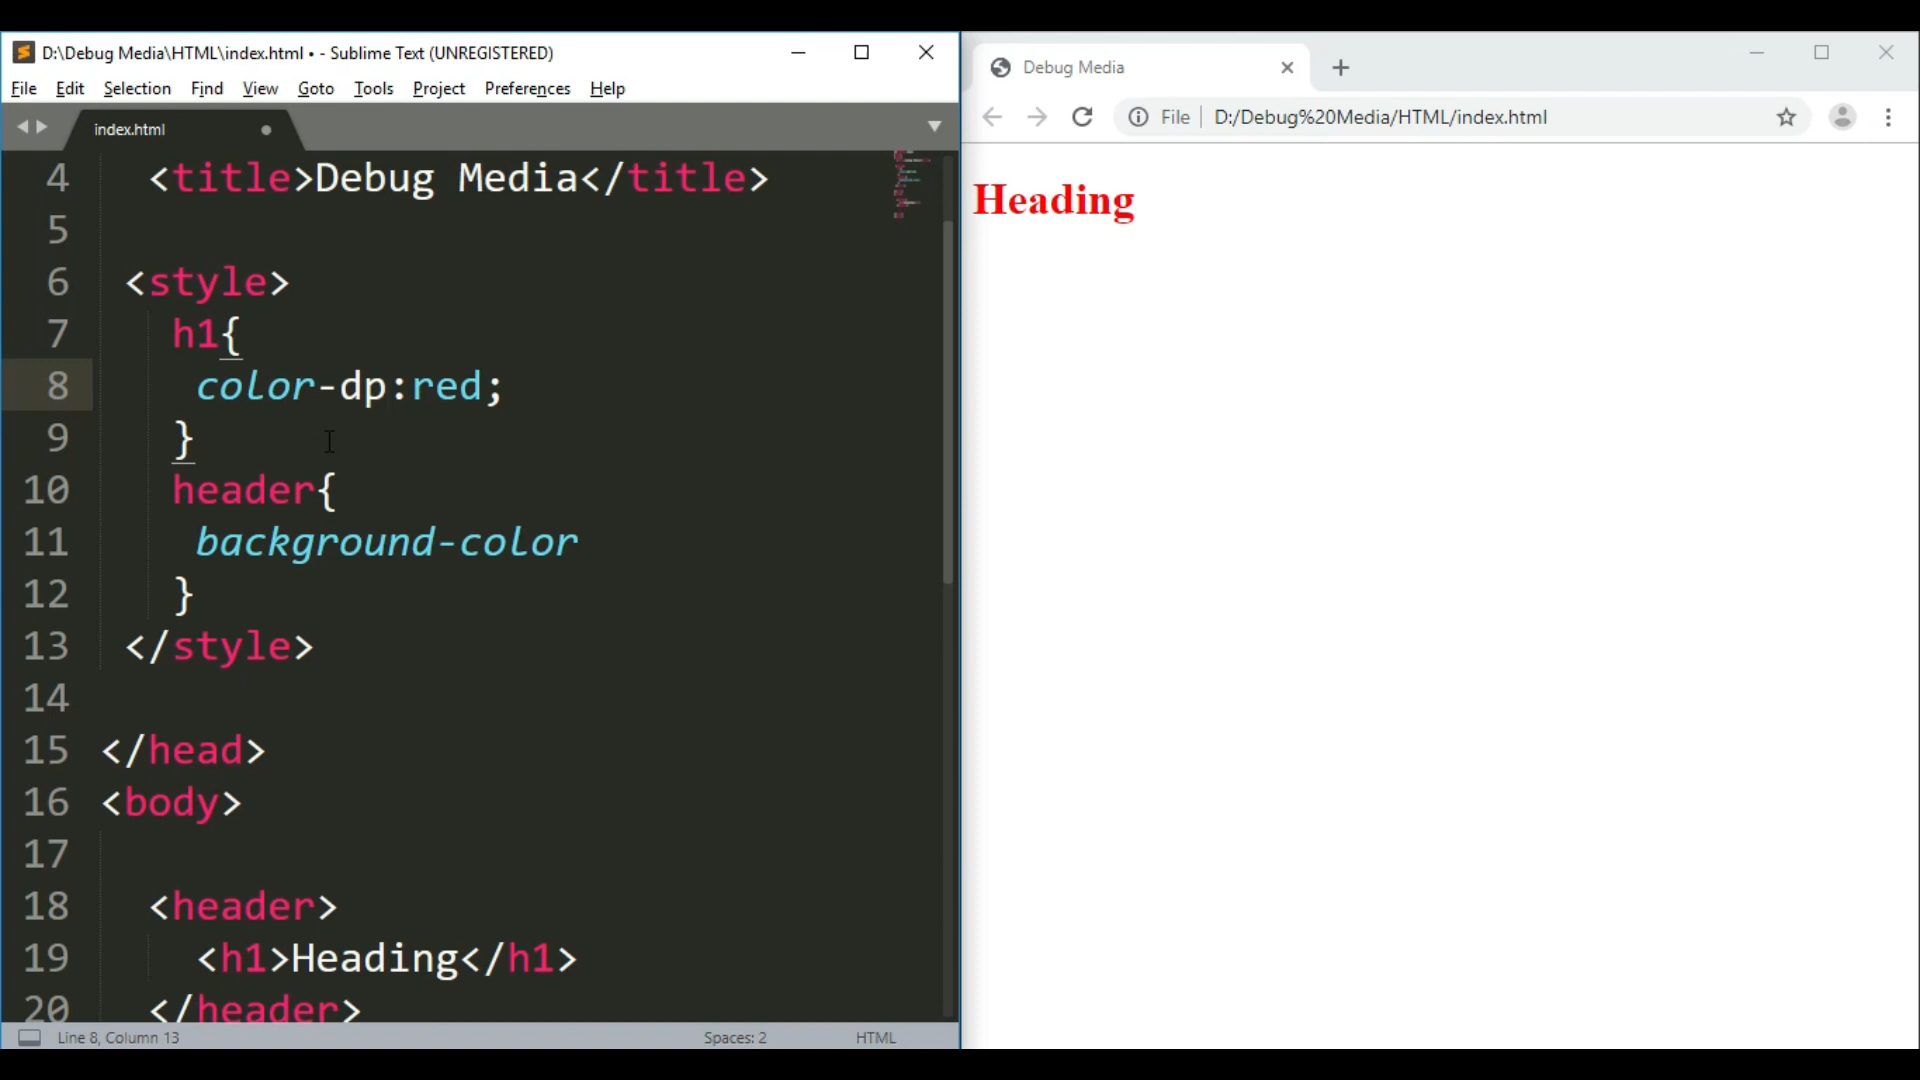 D:\Debug Media\HTML\index.html • - Sublime Text (UNREGISTERED)
File Edit Selection Find View Goto Tools Project Preferences Help
index.html
4 <title>Debug Media</title>
5
6 <style>
7 h1{
8 color-dp:red;
9 }
10 header{
11 background-color
12 }
13 </style>
14
15 </head>
16 <body>
17
18 <header>
19 <h1>Heading</h1>
20 </header>
Line 8, Column 13 Spaces: 2 HTML
Debug Media
File D:/Debug%20Media/HTML/index.html
Heading